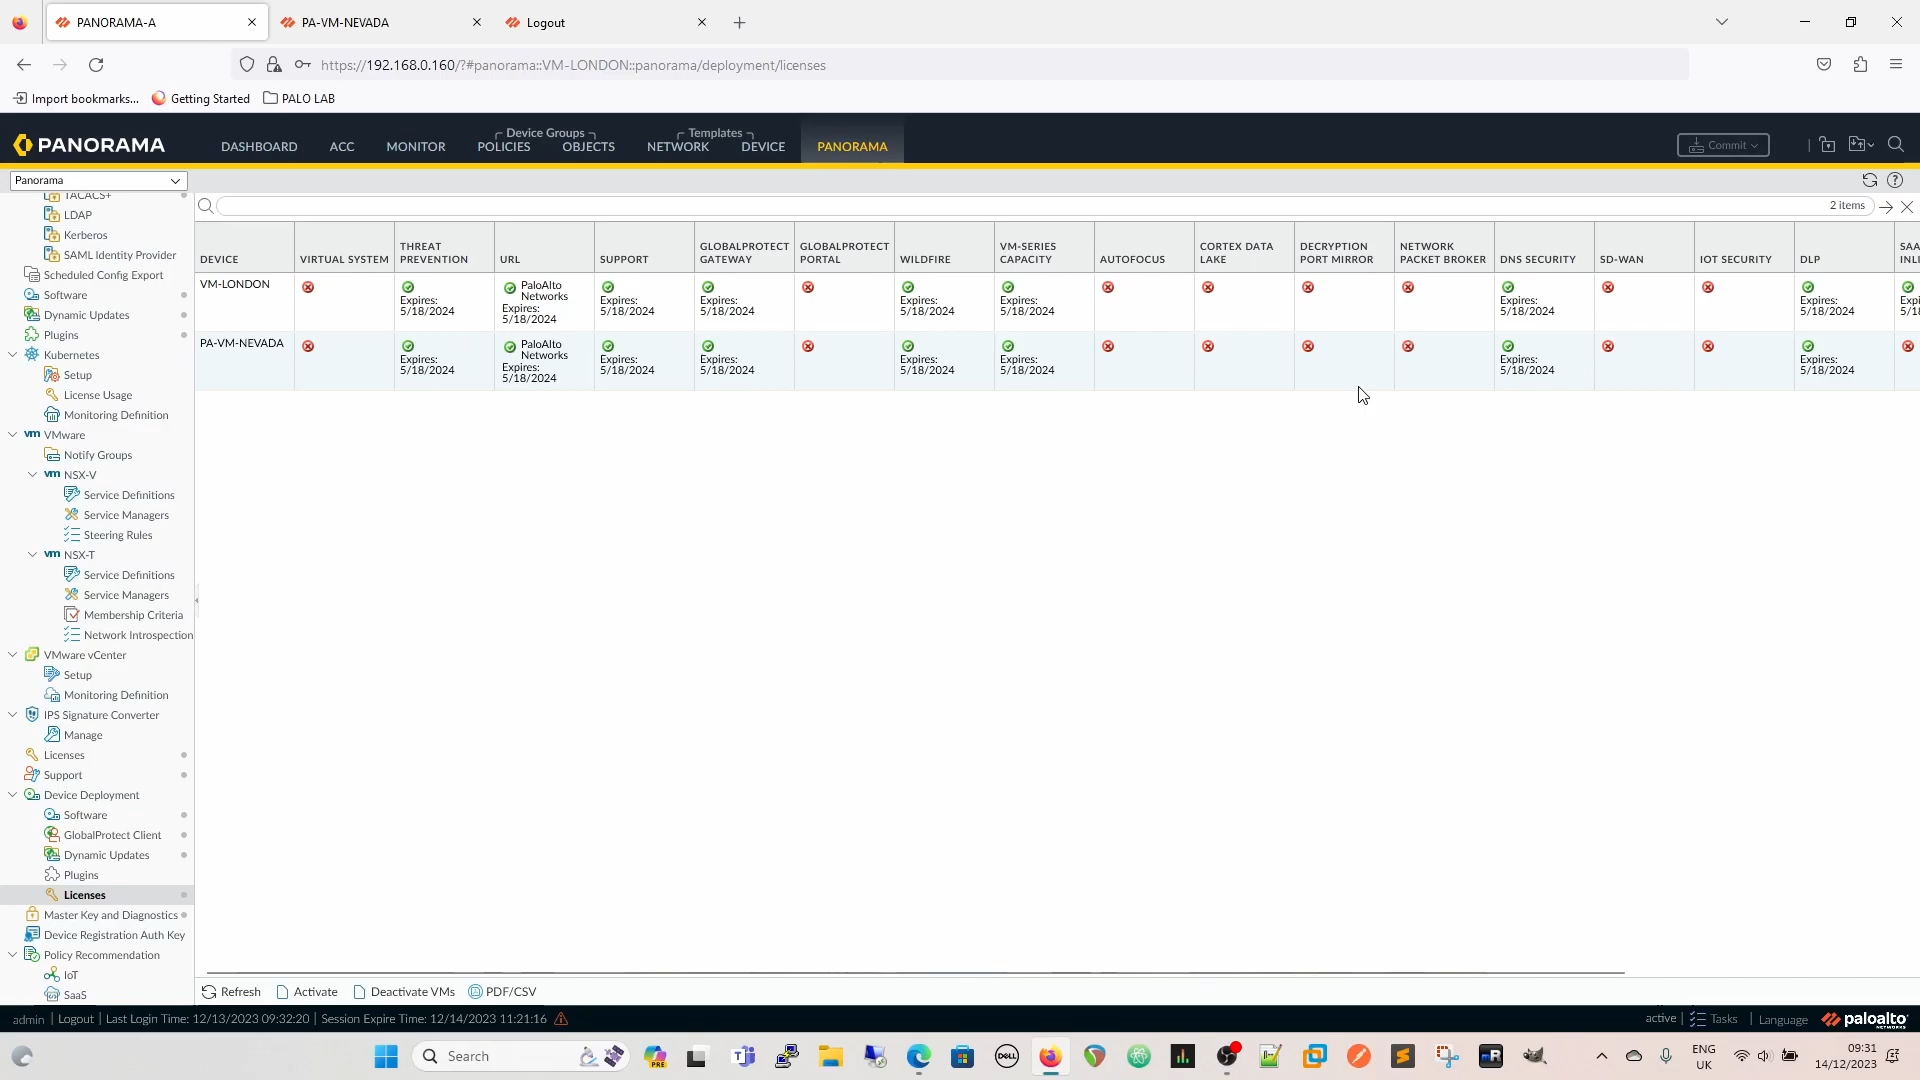 PANORAMA-A
PA-VM-NEVADA
Logout
https://192.168.0.160/?#panorama::VM-LONDON::panorama/deployment/licenses
Import bookmarks...
Getting Started
PALO LAB
PANORAMA
DASHBOARD
ACC
MONITOR
Device Groups
POLICIES
OBJECTS
Templates
NETWORK
DEVICE
PANORAMA
Commit
Panorama
TACACS+
LDAP
Kerberos
SAML Identity Provider
Scheduled Config Export
Software
Dynamic Updates
Plugins
Kubernetes
Setup
License Usage
Monitoring Definition
vm VMware
Notify Groups
vm NSX-V
Service Definitions
Service Managers
Steering Rules
vm NSX-T
Service Definitions
Service Managers
Membership Criteria
Network Introspection
VMware vCenter
Setup
Monitoring Definition
IPS Signature Converter
Manage
Licenses
Support
Device Deployment
Software
GlobalProtect Client
Dynamic Updates
Plugins
Licenses
Master Key and Diagnostics
Device Registration Auth Key
Policy Recommendation
IoT
SaaS
2 items
DEVICE
VIRTUAL SYSTEM
THREAT
PREVENTION
URL
SUPPORT
GLOBALPROTECT
GATEWAY
GLOBALPROTECT
PORTAL
WILDFIRE
VM-SERIES
CAPACITY
AUTOFOCUS
CORTEX DATA
LAKE
DECRYPTION
PORT MIRROR
NETWORK
PACKET BROKER
DNS SECURITY
SD-WAN
IOT SECURITY
DLP
SAA
INLI
VM-LONDON
Expires:
5/18/2024
PaloAlto
Networks
Expires:
5/18/2024
Expires:
5/18/2024
Expires:
5/18/2024
Expires:
5/18/2024
Expires:
5/18/2024
Expires:
5/18/2024
Expires:
5/18/2024
Expi
5/18
PA-VM-NEVADA
Expires:
5/18/2024
PaloAlto
Networks
Expires:
5/18/2024
Expires:
5/18/2024
Expires:
5/18/2024
Expires:
5/18/2024
Expires:
5/18/2024
Expires:
5/18/2024
Expires:
5/18/2024
Refresh
Activate
Deactivate VMs
PDF/CSV
admin | Logout | Last Login Time: 12/13/2023 09:32:20 | Session Expire Time: 12/14/2023 11:21:16
active
Tasks
Language
paloalto
NETWORKS
Search
PRE
DELL
mR
ENG
UK
09:31
14/12/2023